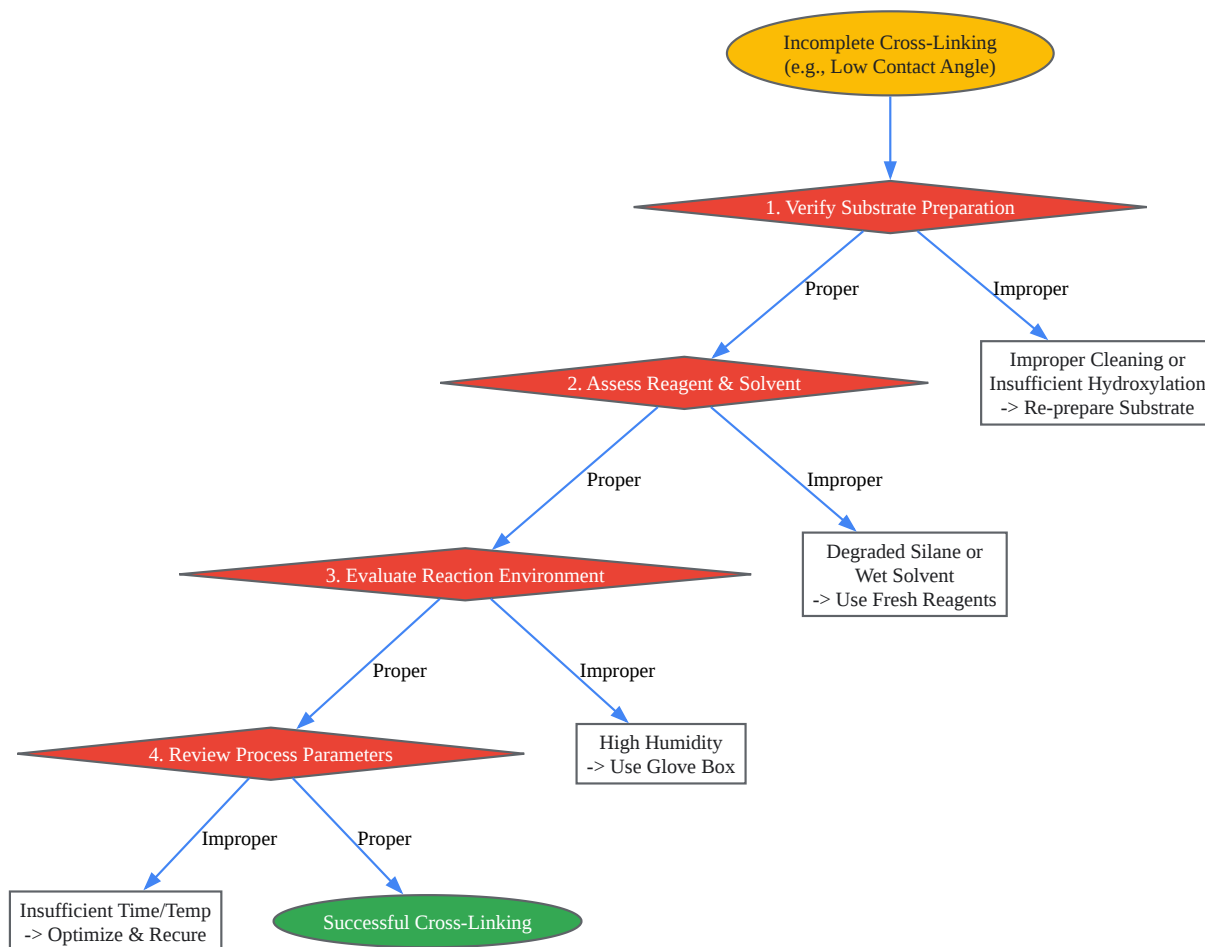 Incomplete Cross-Linking
(e.g., Low Contact Angle)
1. Verify Substrate Preparation
Proper
Improper
Improper Cleaning or
Insufficient Hydroxylation
-> Re-prepare Substrate
2. Assess Reagent & Solvent
Proper
Improper
Degraded Silane or
Wet Solvent
-> Use Fresh Reagents
3. Evaluate Reaction Environment
Proper
Improper
High Humidity
-> Use Glove Box
4. Review Process Parameters
Improper
Proper
Insufficient Time/Temp
-> Optimize & Recure
Successful Cross-Linking